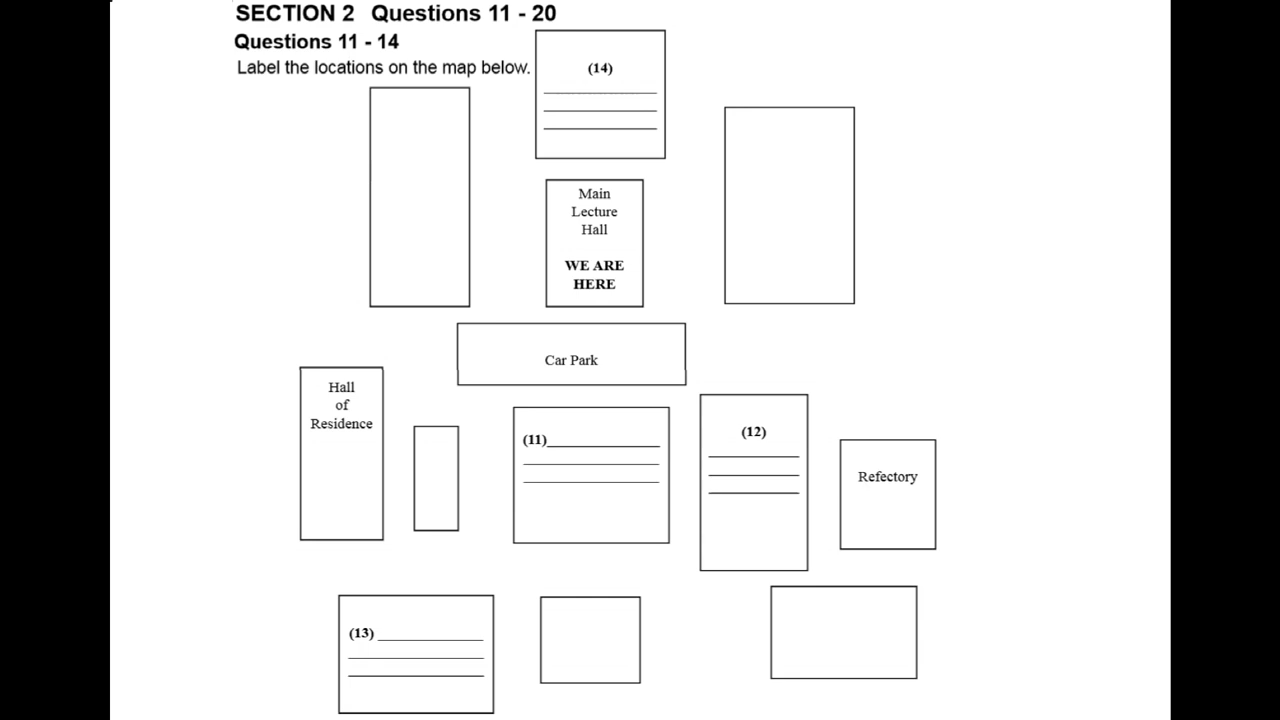 SECTION 2 Questions 11 - 20
Questions 11 - 14
Label the locations on the map below.
(14)
Main
Lecture
Hall
WE ARE
HERE
Car Park
Hall
of
Residence
(11)
(12)
Refectory
(13)